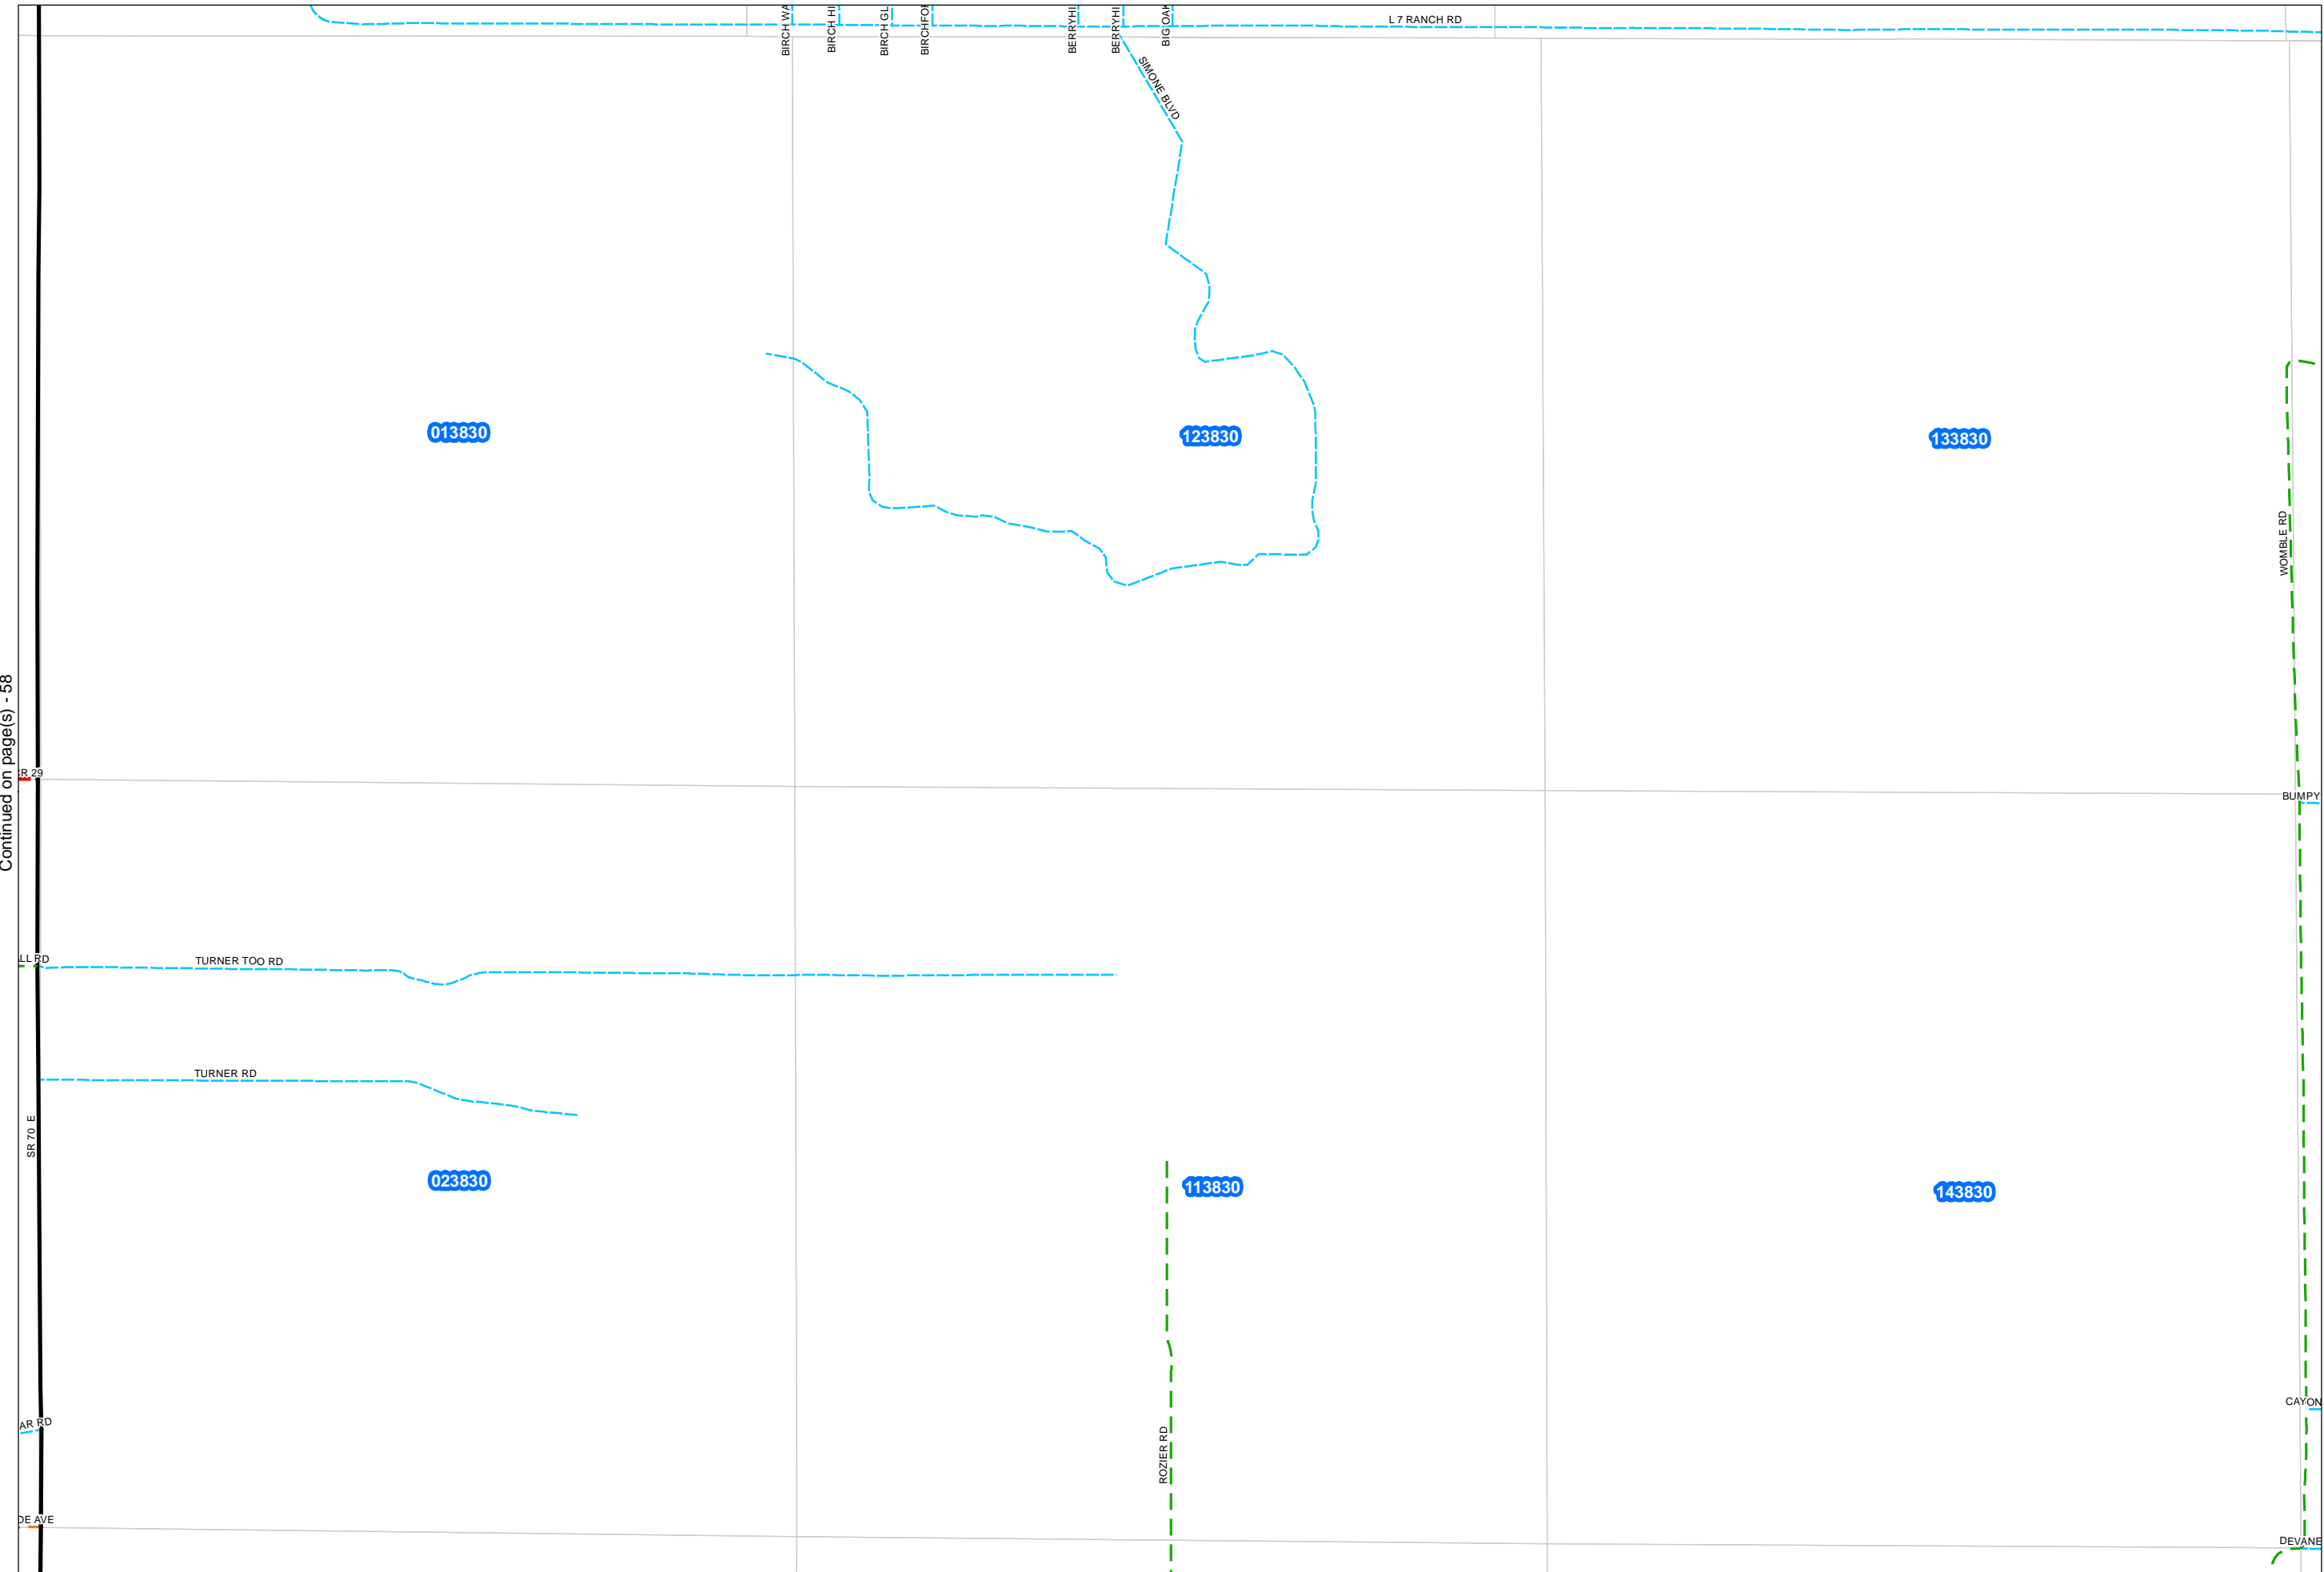 L 7 RANCH RD
BIRCH WA
BIRCH HI
BIRCH GL
BIRCHFOR
BERRYHI
BERRYHI
BIG OAK
SIMONE BLVD
013830
123830
133830
WOMBLE RD
Continued on page(s) - 58
R 29
BUMPY
LL RD
TURNER TOO RD
TURNER RD
SR 70 E
023830
113830
143830
AR RD
CAYON
ROZIER RD
DE AVE
DEVANE